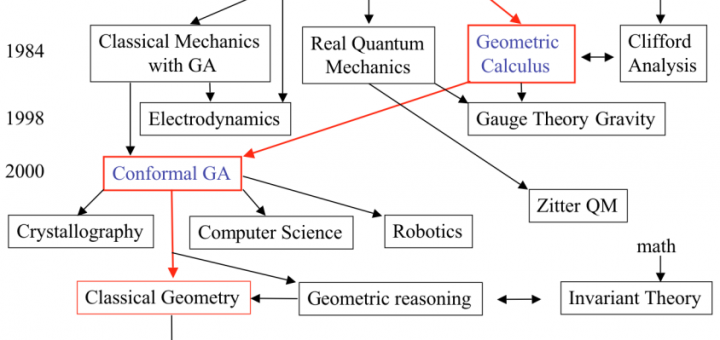 1984
Classical Mechanics
with GA
Real Quantum
Mechanics
Geometric
Calculus
Clifford
Analysis
1998
Electrodynamics
Gauge Theory Gravity
2000
Conformal GA
Zitter QM
Crystallography
Computer Science
Robotics
math
Classical Geometry
Geometric reasoning
Invariant Theory